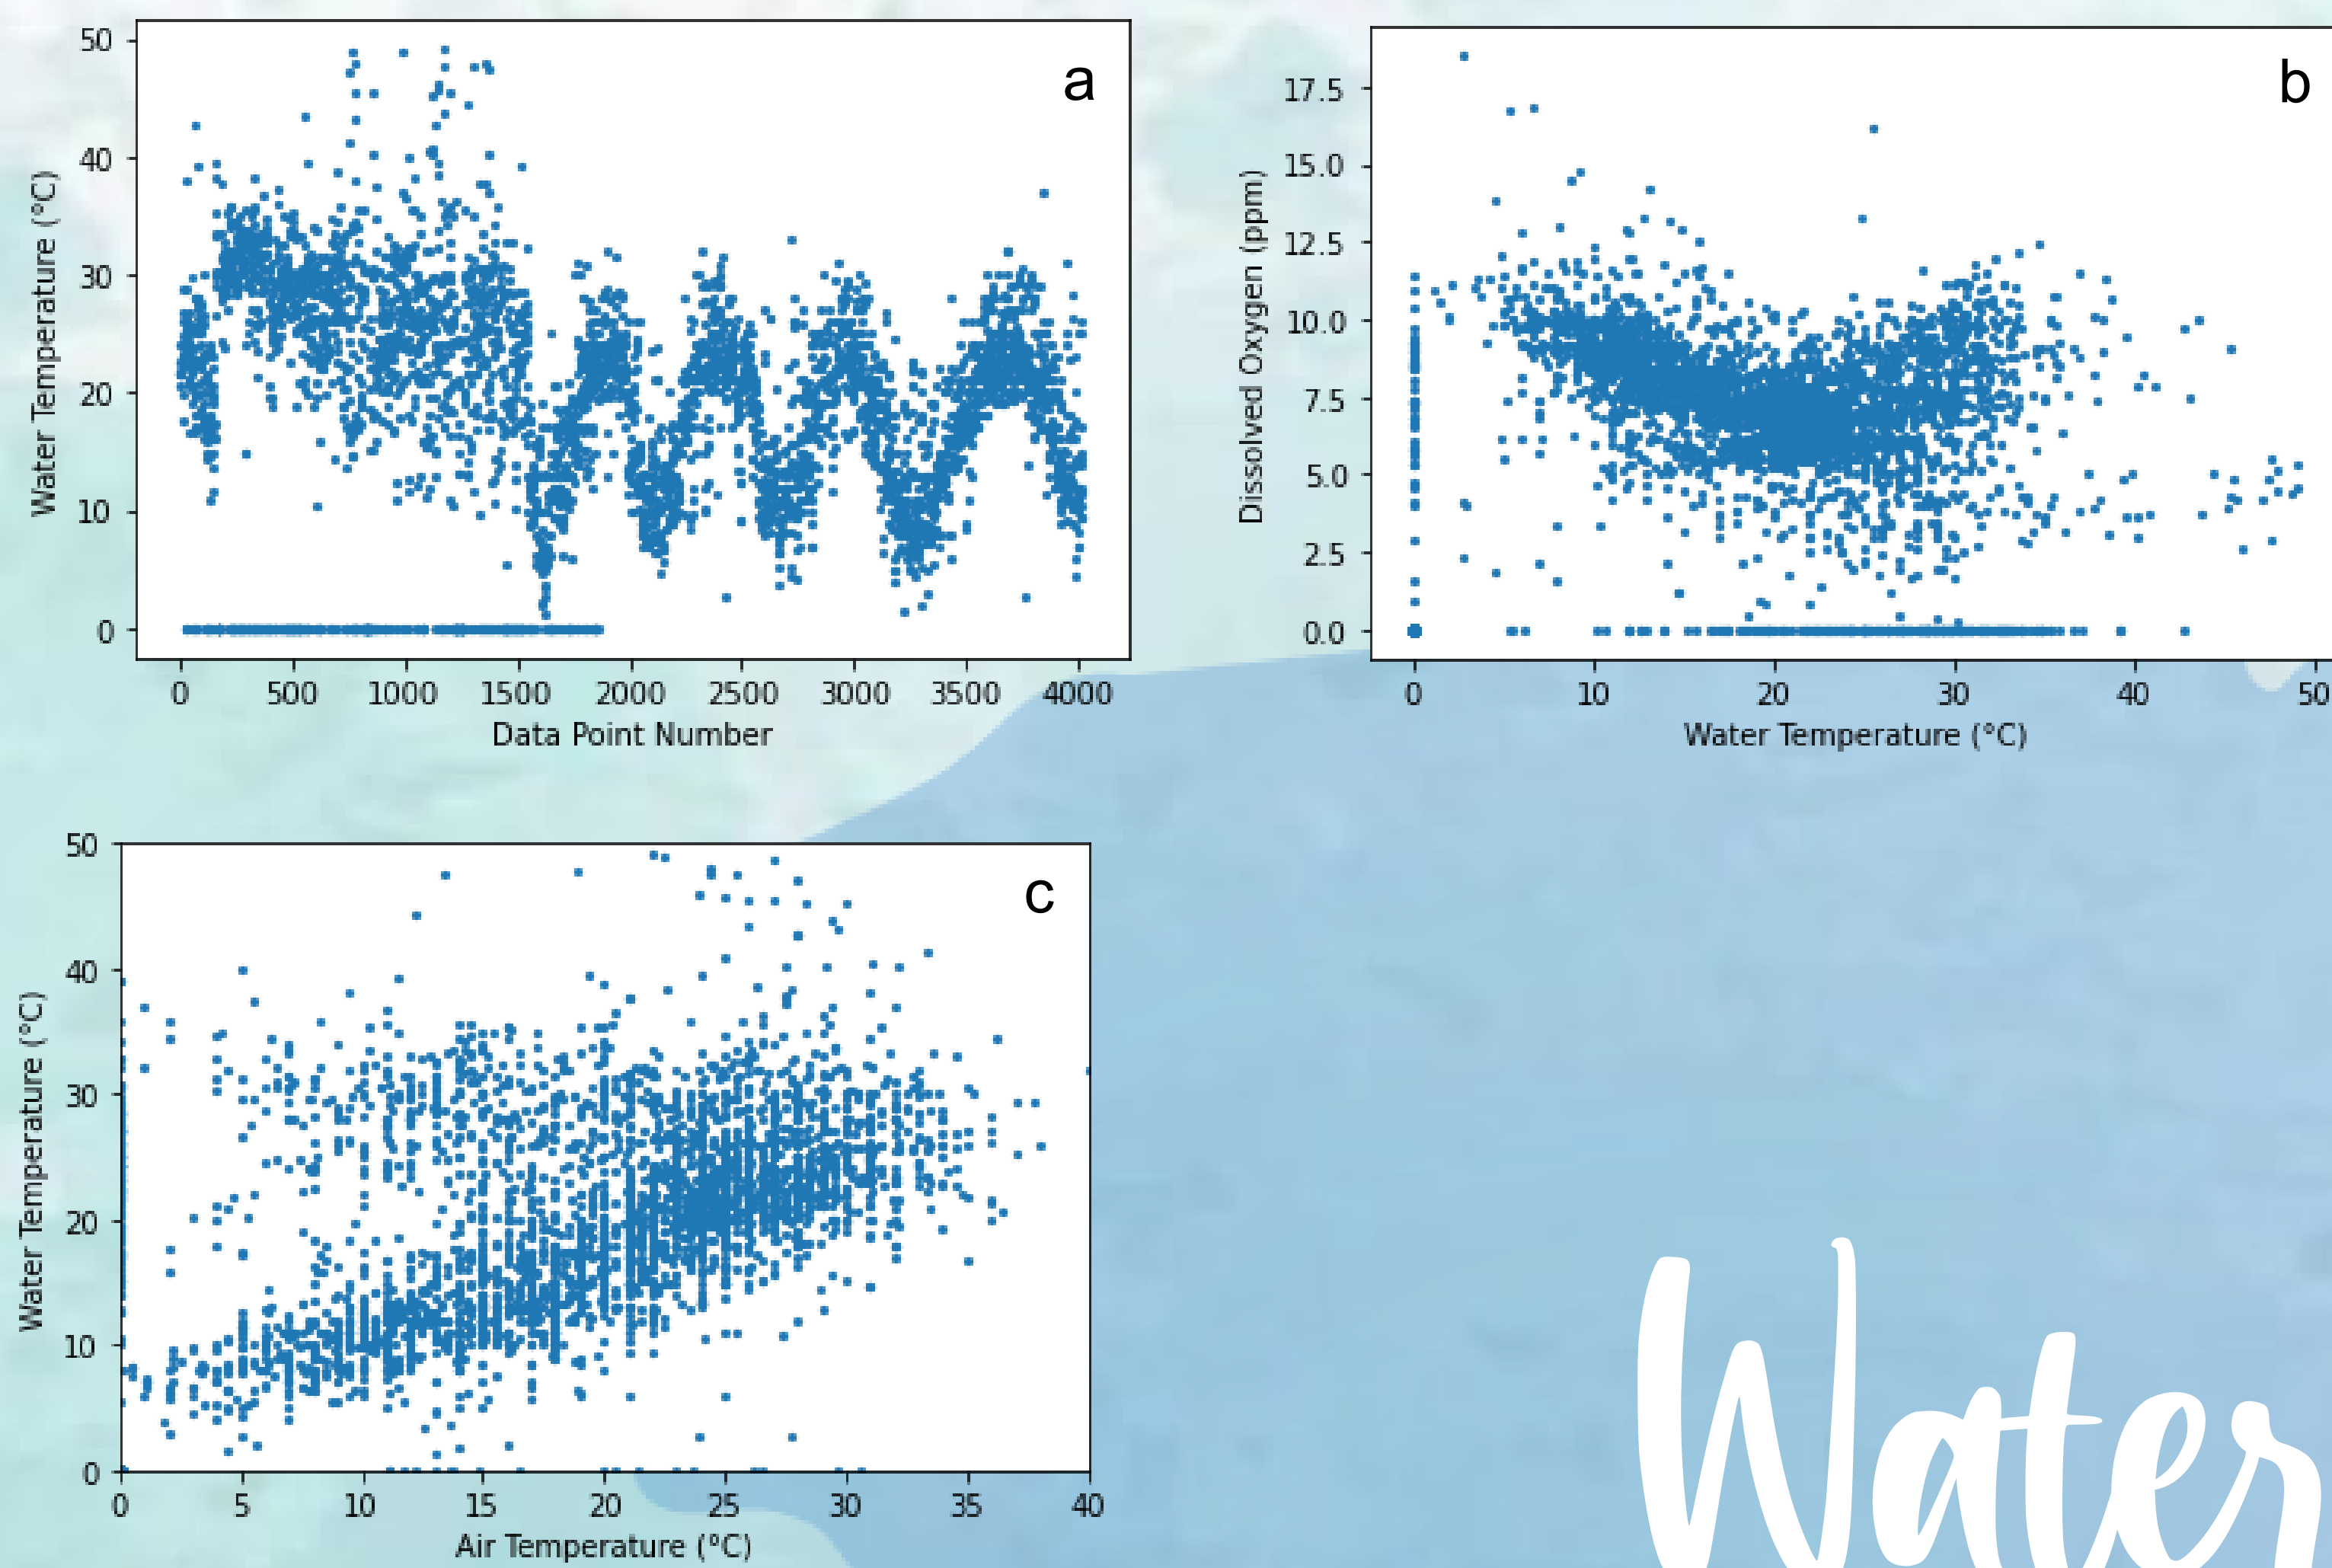 a
50
40
30
20
10
0
Water Temperature (°C)
0 500 1000 1500 2000 2500 3000 3500 4000
Data Point Number
b
17.5
15.0
12.5
10.0
7.5
5.0
2.5
0.0
Dissolved Oxygen (ppm)
0 10 20 30 40 50
Water Temperature (°C)
c
50
40
30
20
10
0
Water Temperature (°C)
0 5 10 15 20 25 30 35 40
Air Temperature (°C)
Water